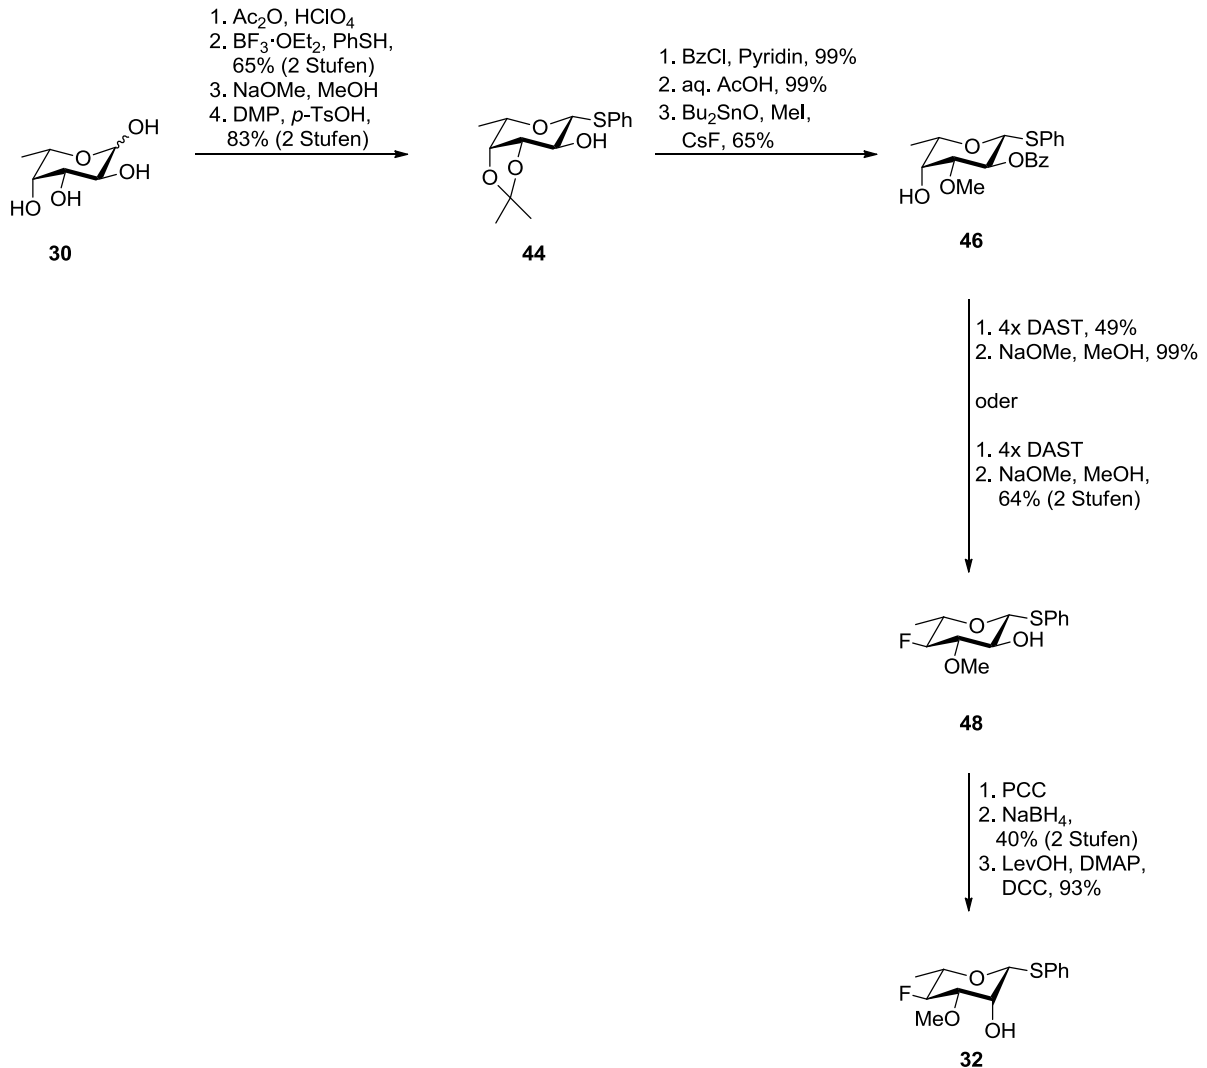 1. Ac₂O, HClO₄
2. BF₃·OEt₂, PhSH,
65% (2 Stufen)
3. NaOMe, MeOH
4. DMP, p-TsOH,
83% (2 Stufen)
O
OH
OH
OH
HO
30
O
SPh
OH
O
O
44
1. BzCl, Pyridin, 99%
2. aq. AcOH, 99%
3. Bu₂SnO, MeI,
CsF, 65%
O
SPh
OBz
OMe
HO
46
1. 4x DAST, 49%
2. NaOMe, MeOH, 99%
oder
1. 4x DAST
2. NaOMe, MeOH,
64% (2 Stufen)
O
SPh
F
OH
OMe
48
1. PCC
2. NaBH₄,
40% (2 Stufen)
3. LevOH, DMAP,
DCC, 93%
O
SPh
F
MeO
OH
32